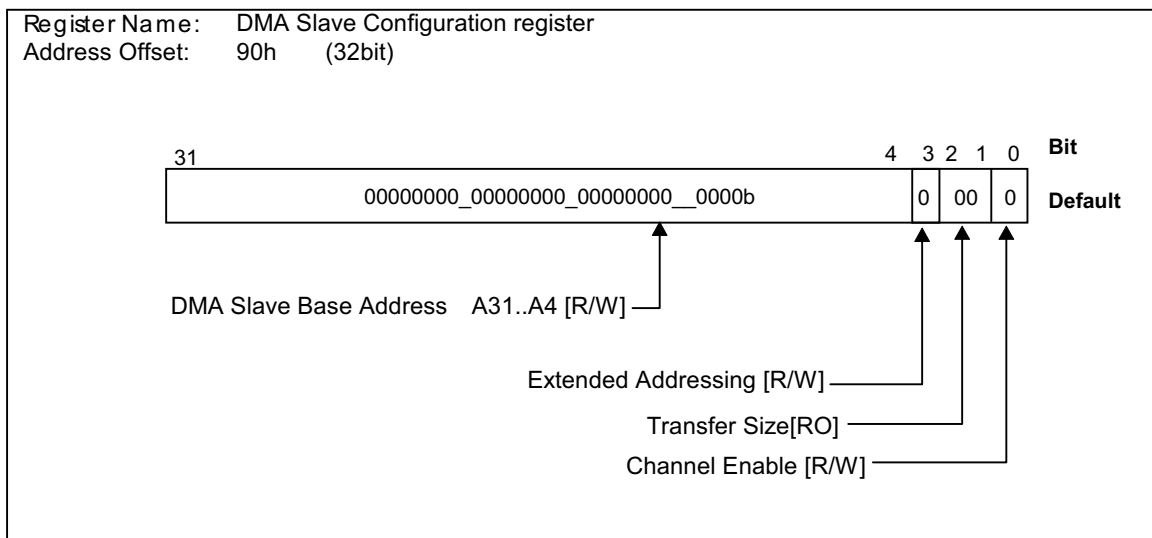 Register Name: DMA Slave Configuration register
Address Offset: 90h (32bit)
31 4 3 2 1 0 Bit
00000000_00000000_00000000__0000b 0 00 0 Default
DMA Slave Base Address A31..A4 [R/W]
Extended Addressing [R/W]
Transfer Size[RO]
Channel Enable [R/W]